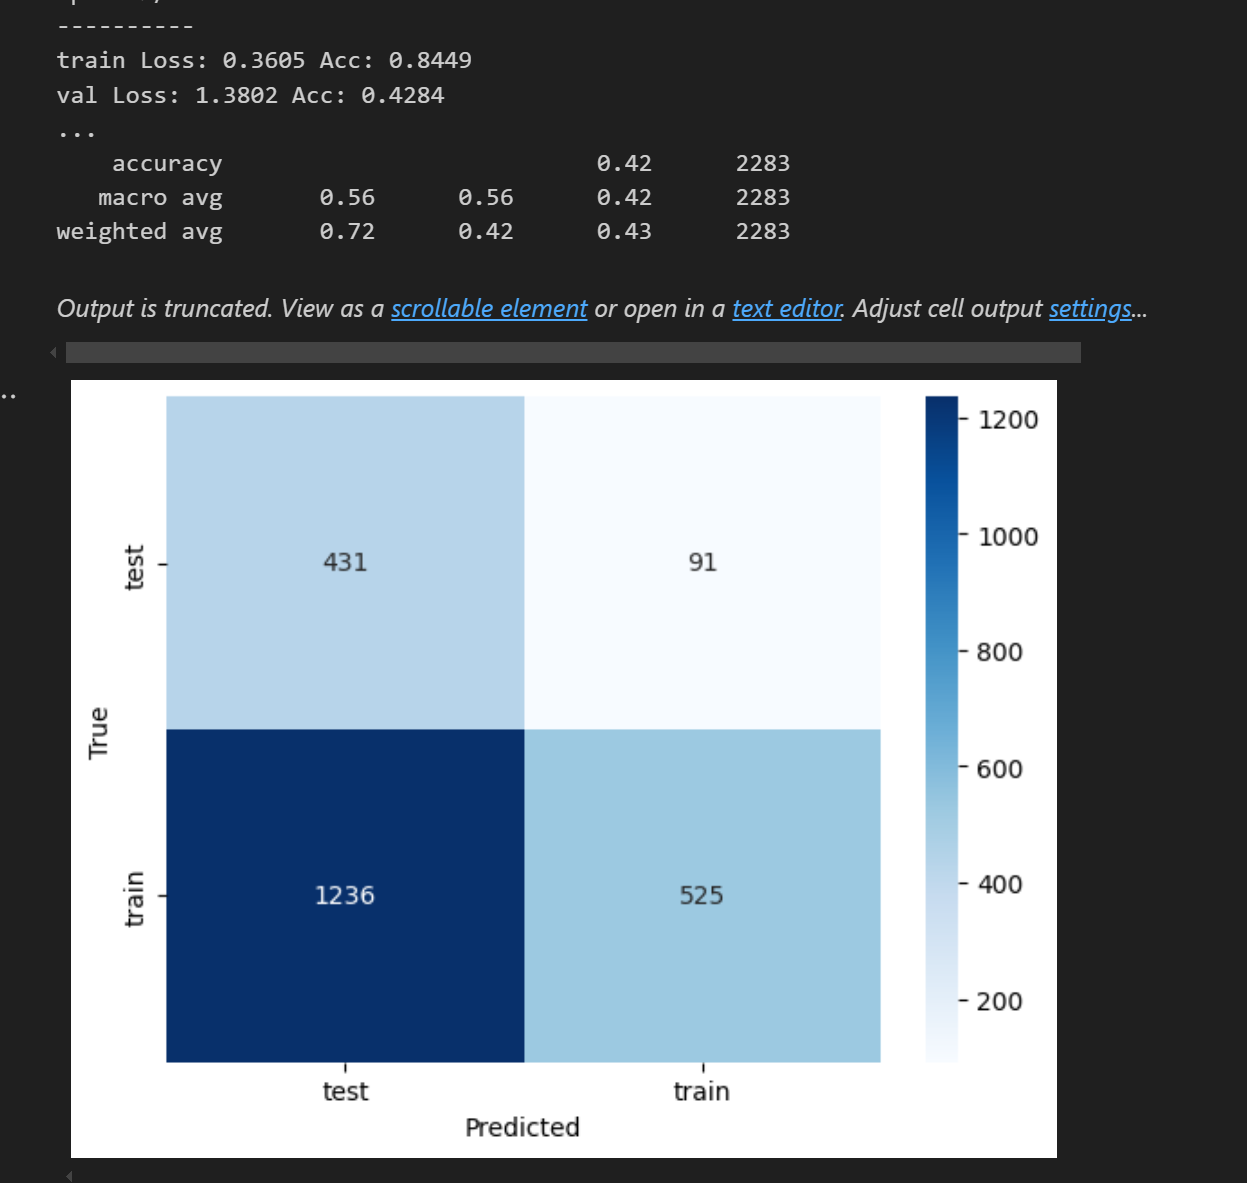 ----------
train Loss: 0.3605 Acc: 0.8449
val Loss: 1.3802 Acc: 0.4284
...
accuracy 0.42 2283
macro avg 0.56 0.56 0.42 2283
weighted avg 0.72 0.42 0.43 2283
Output is truncated. View as a scrollable element or open in a text editor. Adjust cell output settings...
..
1200
1000
800
600
400
200
test
431
91
True
train
1236
525
test
train
Predicted